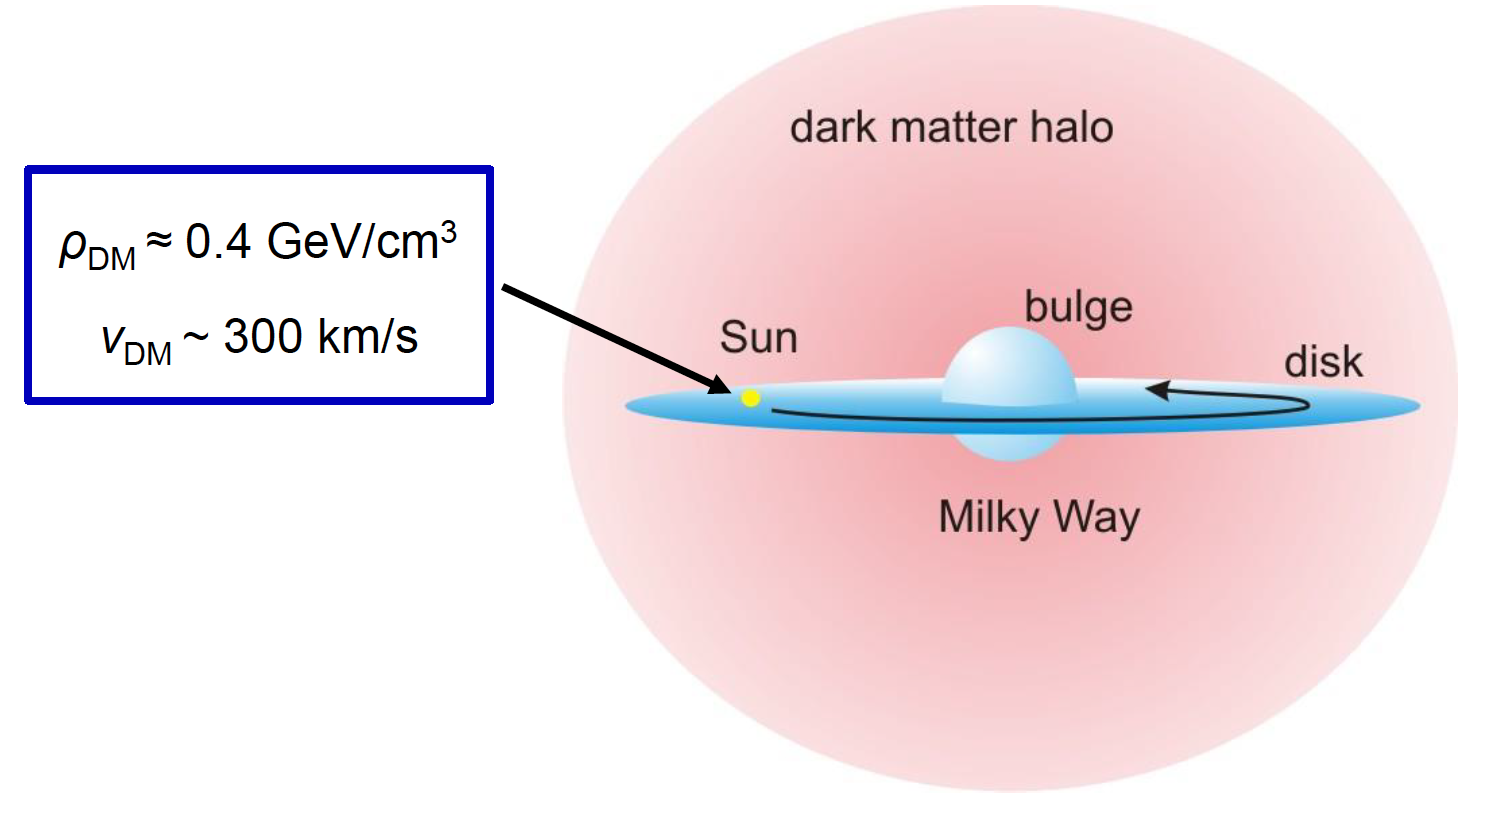 dark matter halo
ρDM ≈ 0.4 GeV/cm³
vDM ~ 300 km/s
Sun
bulge
disk
Milky Way